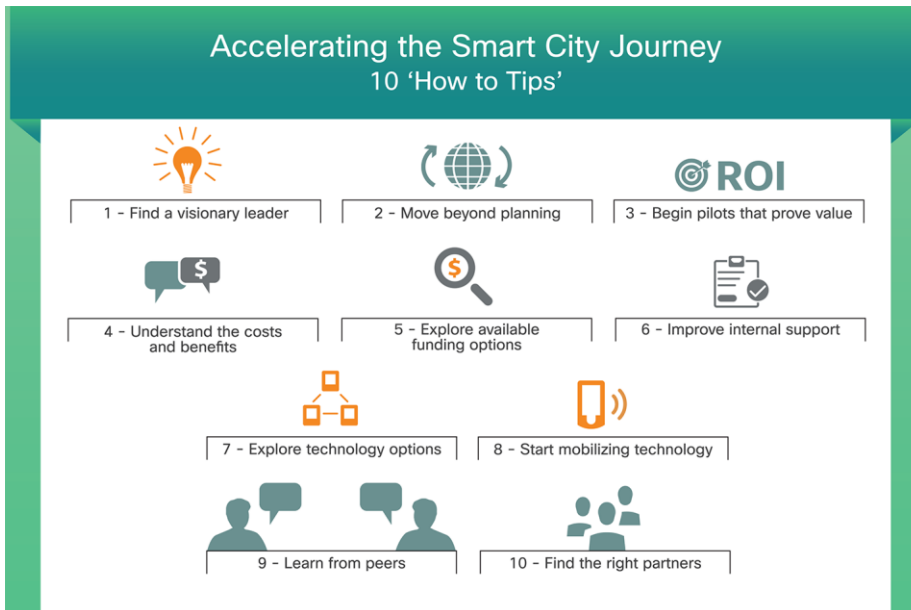 Accelerating the Smart City Journey
10 ‘How to Tips’
ROI
1 - Find a visionary leader
2 - Move beyond planning
3 - Begin pilots that prove value
$
$
4 - Understand the costs
and benefits
5 - Explore available
funding options
6 - Improve internal support
7 - Explore technology options
8 - Start mobilizing technology
9 - Learn from peers
10 - Find the right partners